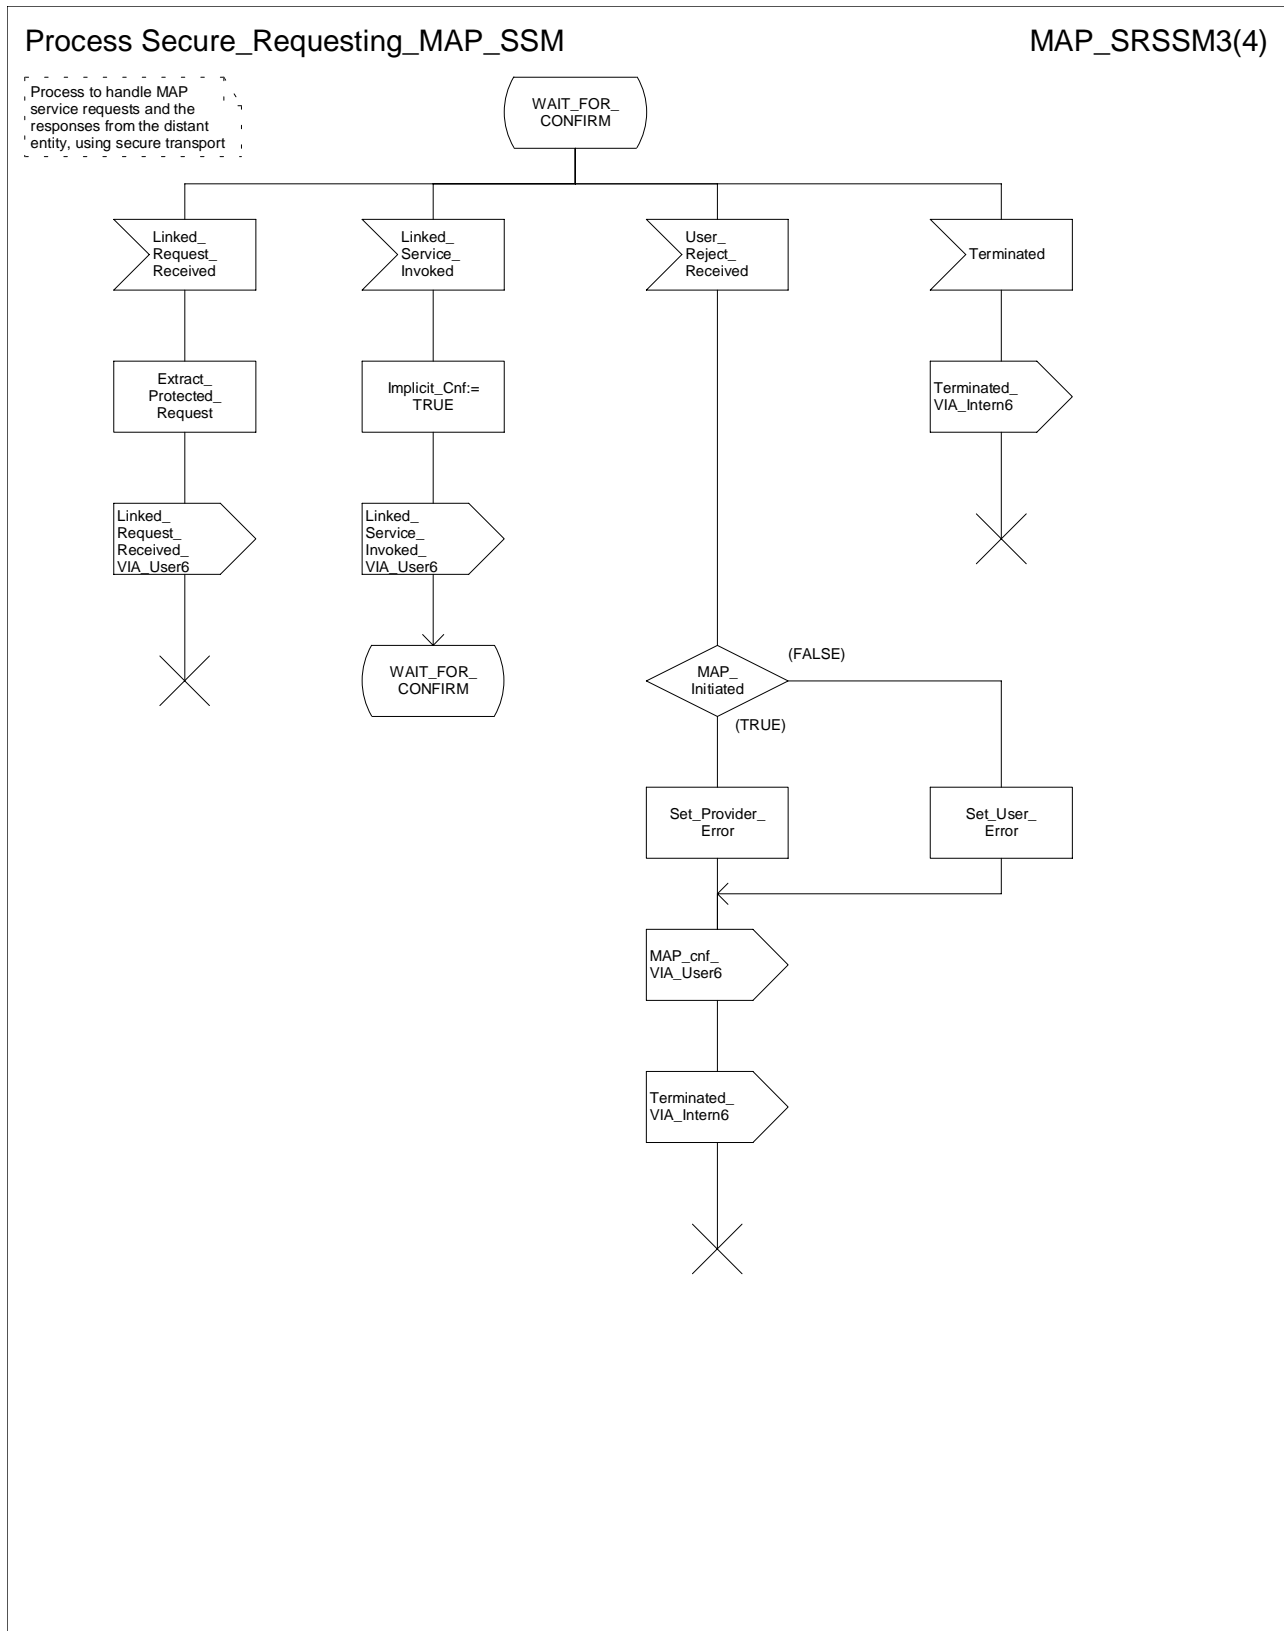 Process Secure_Requesting_MAP_SSM
MAP_SRSSM3(4)
Process to handle MAP
service requests and the
responses from the distant
entity, using secure transport
WAIT_FOR_
CONFIRM
Linked_
Request_
Received
Linked_
Service_
Invoked
User_
Reject_
Received
Terminated
Extract_
Protected_
Request
Implicit_Cnf:=
TRUE
Terminated_
VIA_Intern6
Linked_
Request_
Received_
VIA_User6
Linked_
Service_
Invoked_
VIA_User6
WAIT_FOR_
CONFIRM
MAP_
Initiated
(FALSE)
(TRUE)
Set_Provider_
Error
Set_User_
Error
MAP_cnf_
VIA_User6
Terminated_
VIA_Intern6